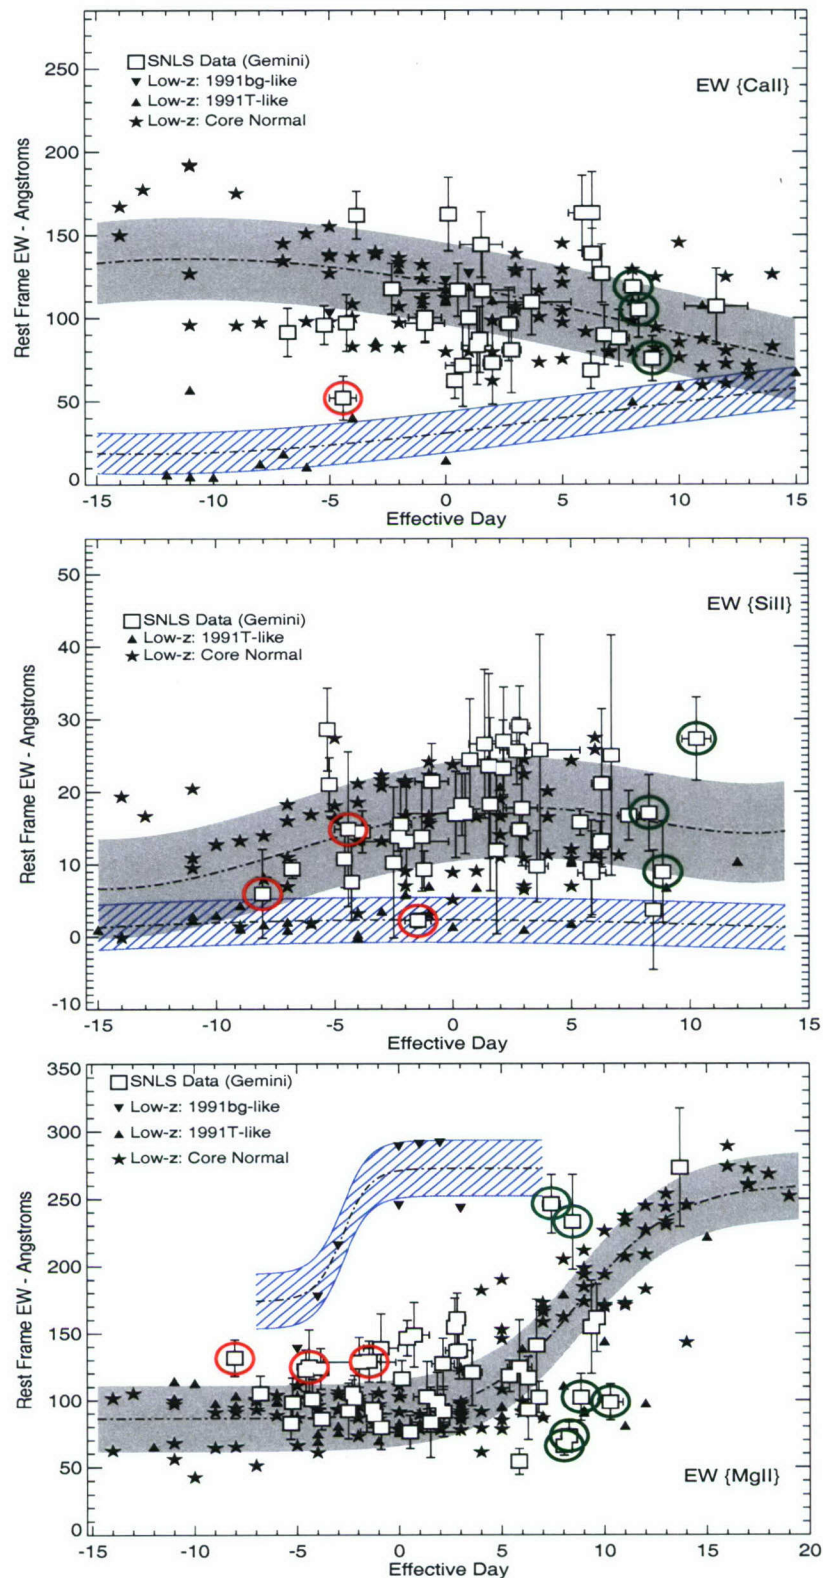 250
200
150
100
50
0
Rest Frame EW - Angstroms
SNLS Data (Gemini)
Low-z: 1991bg-like
Low-z: 1991T-like
Low-z: Core Normal
EW {CaII}
-15 -10 -5 0 5 10 15
Effective Day
50
40
30
20
10
0
-10
Rest Frame EW - Angstroms
SNLS Data (Gemini)
Low-z: 1991T-like
Low-z: Core Normal
EW {SiII}
-15 -10 -5 0 5 10 15
Effective Day
350
300
250
200
150
100
50
0
Rest Frame EW - Angstroms
SNLS Data (Gemini)
Low-z: 1991bg-like
Low-z: 1991T-like
Low-z: Core Normal
EW {MgII}
-15 -10 -5 0 5 10 15 20
Effective Day